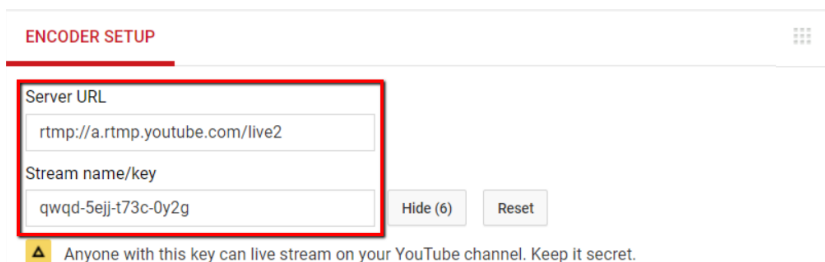 ENCODER SETUP
Server URL
rtmp://a.rtmp.youtube.com/live2
Stream name/key
qwqd-5ejj-t73c-0y2g Hide (6) Reset
Anyone with this key can live stream on your YouTube channel. Keep it secret.